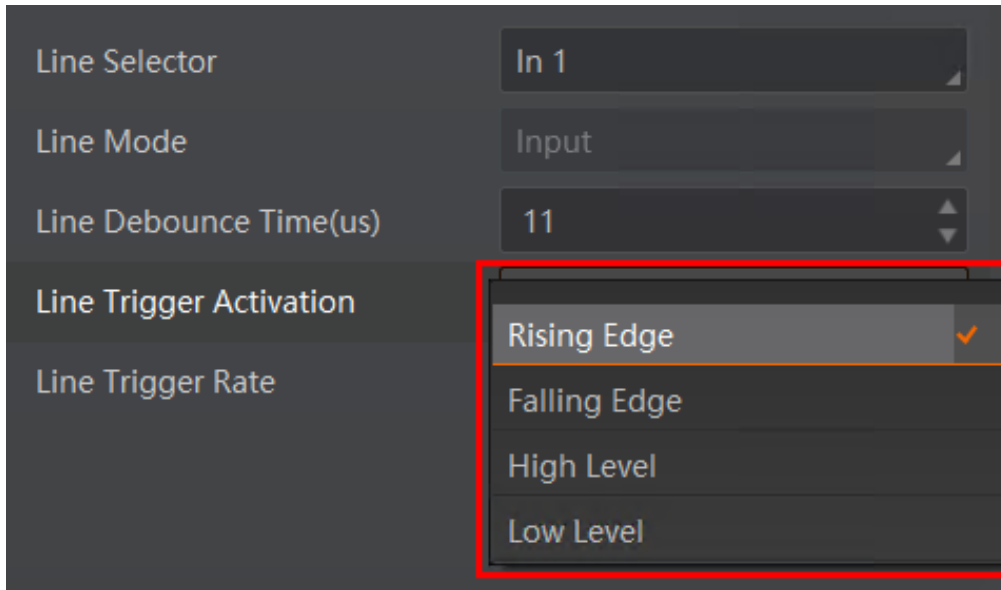 Line Selector In 1
Line Mode Input
Line Debounce Time(us) 11
Line Trigger Activation
Rising Edge
Line Trigger Rate
Falling Edge
High Level
Low Level